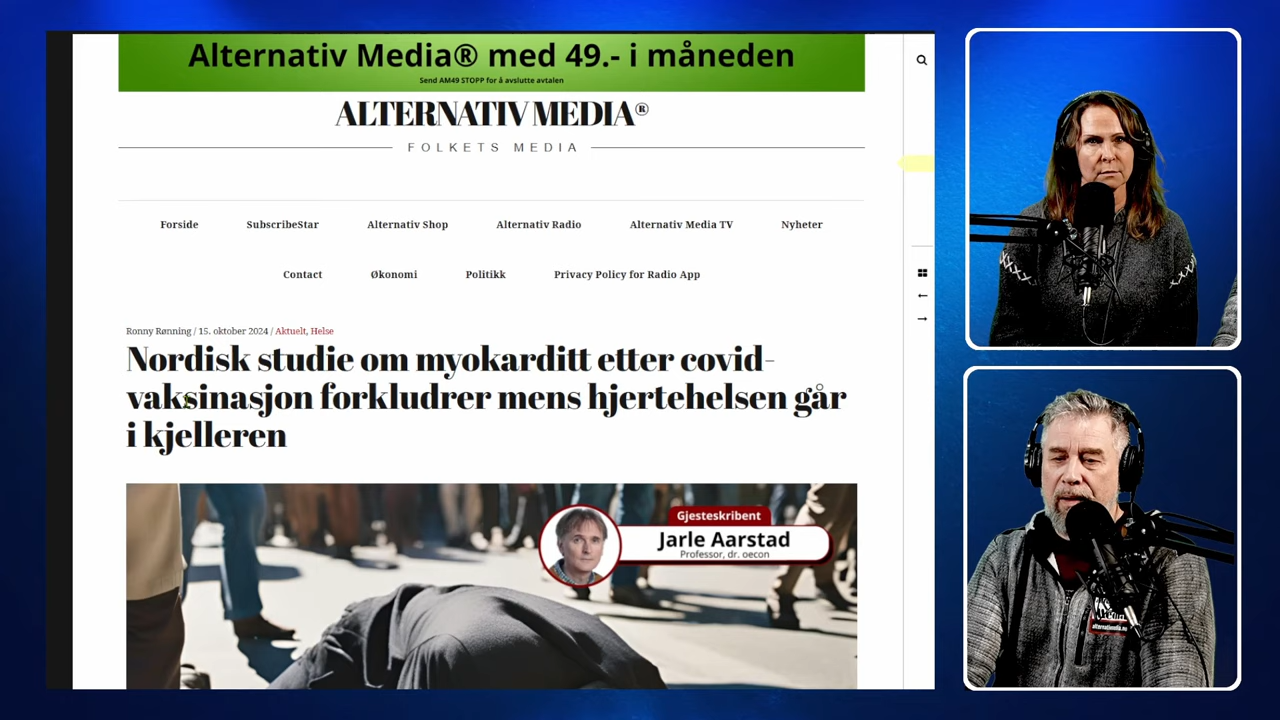 Alternativ Media® med 49.- i måneden
Send AM49 STOPP for å avslutte avtalen
ALTERNATIV MEDIA®
FOLKETS MEDIA
Forside SubscribeStar Alternativ Shop Alternativ Radio Alternativ Media TV Nyheter
Contact Økonomi Politikk Privacy Policy for Radio App
Ronny Rønning / 15. oktober 2024 / Aktuelt, Helse
Nordisk studie om myokarditt etter covid-
vaksinasjon forkludrer mens hjertehelsen går
i kjelleren
Gjesteskribent
Jarle Aarstad
Professor, dr. oecon